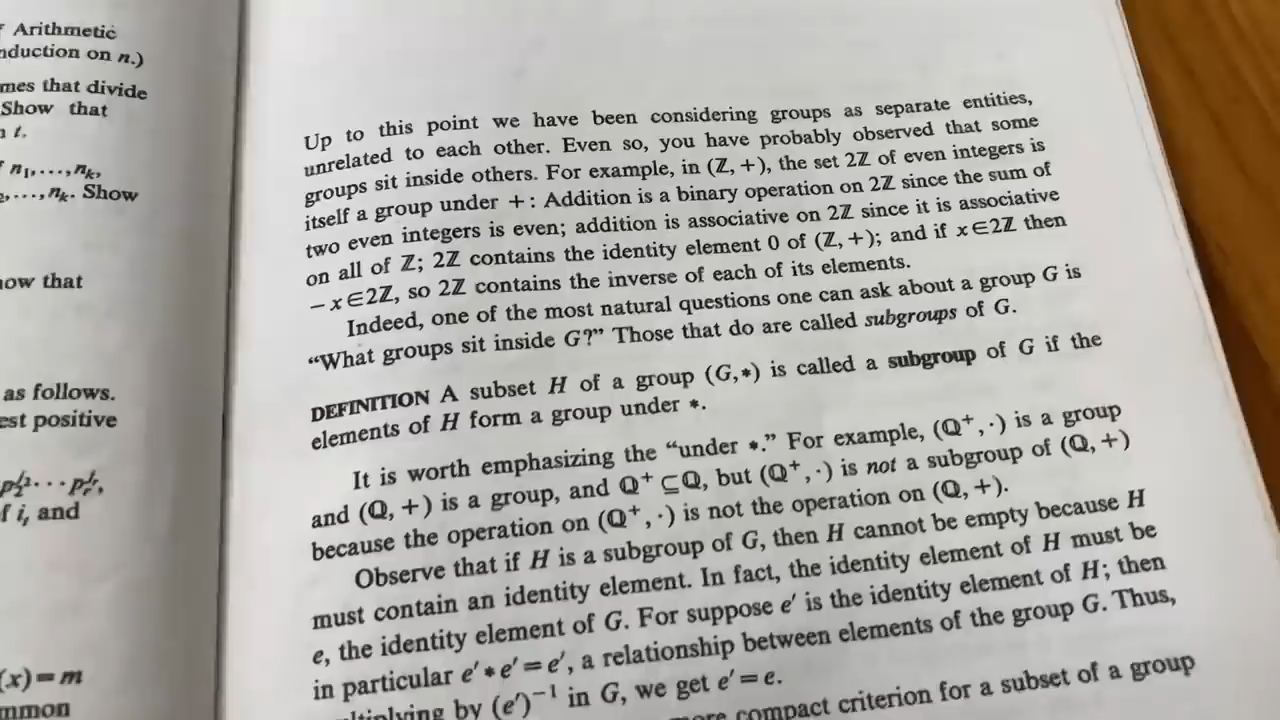 Arithmetic
nduction on n.)
mes that divide
Show that
t.
n₁,...,nₖ,
,...,nₖ. Show
ow that
as follows.
est positive
and
(x)=m
mmon
Up to this point we have been considering groups as separate entities,
unrelated to each other. Even so, you have probably observed that some
groups sit inside others. For example, in (ℤ, +), the set 2ℤ of even integers is
itself a group under +: Addition is a binary operation on 2ℤ since the sum of
two even integers is even; addition is associative on 2ℤ since it is associative
on all of ℤ; 2ℤ contains the identity element 0 of (ℤ, +); and if x∈2ℤ then
−x∈2ℤ, so 2ℤ contains the inverse of each of its elements.
Indeed, one of the most natural questions one can ask about a group G is
“What groups sit inside G?” Those that do are called subgroups of G.
DEFINITION A subset H of a group (G,*) is called a subgroup of G if the
elements of H form a group under *.
It is worth emphasizing the “under *.” For example, (ℚ⁺,·) is a group
and (ℚ, +) is a group, and ℚ⁺⊆ℚ, but (ℚ⁺,·) is not a subgroup of (ℚ, +)
because the operation on (ℚ⁺,·) is not the operation on (ℚ, +).
Observe that if H is a subgroup of G, then H cannot be empty because H
must contain an identity element. In fact, the identity element of H must be
e, the identity element of G. For suppose e′ is the identity element of H; then
in particular e′*e′=e′, a relationship between elements of the group G. Thus,
ltiplying by (e′)⁻¹ in G, we get e′=e.
more compact criterion for a subset of a group